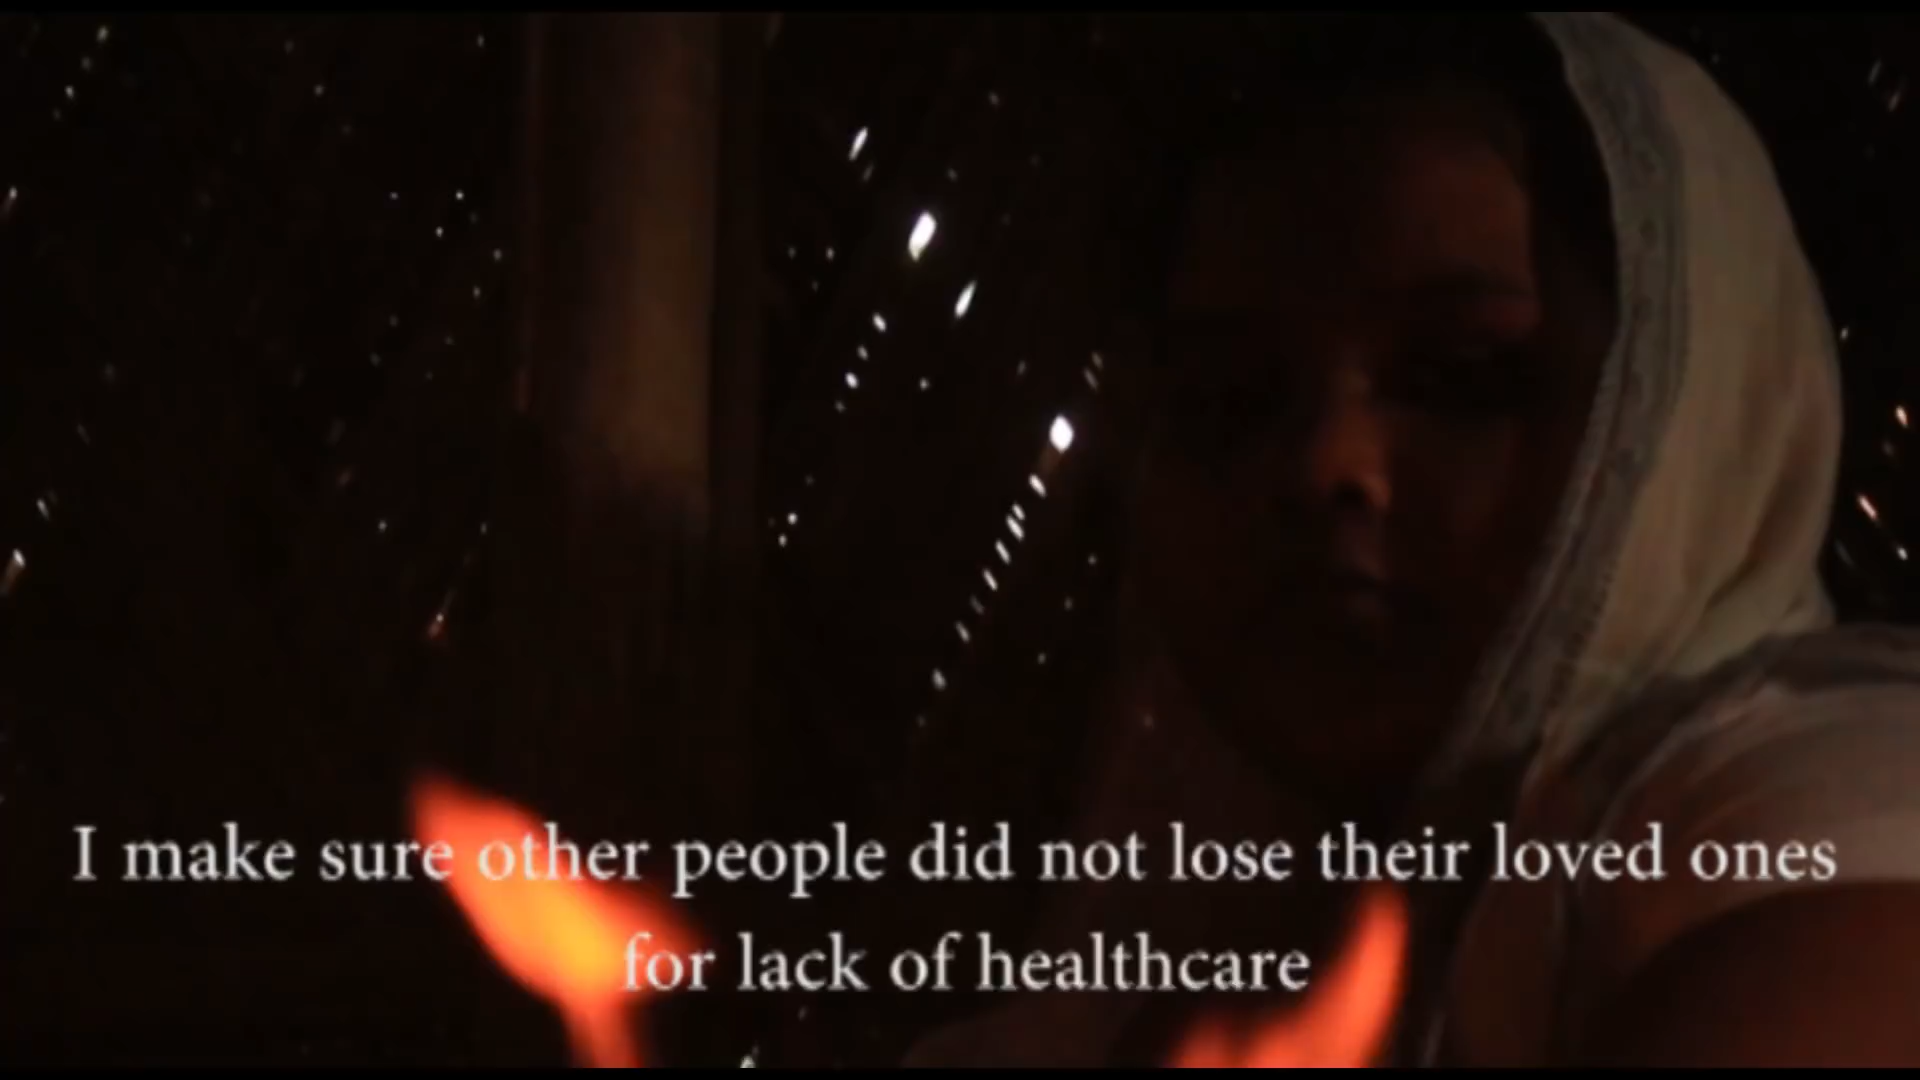 I make sure other people did not lose their loved ones
for lack of healthcare